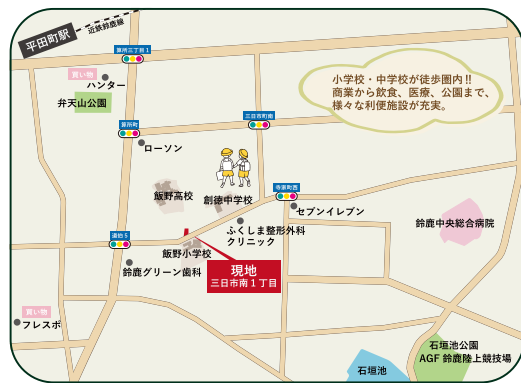 平田町駅
近鉄鈴鹿線
算所三丁目1
買い物
ハンター
弁天山公園
小学校・中学校が徒歩圏内!!
商業から飲食、医療、公園まで、
様々な利便施設が充実。
算所町
三日市町南
ローソン
飯野高校
創徳中学校
寺家町西
セブンイレブン
ふくしま整形外科
クリニック
鈴鹿中央総合病院
道伯5
飯野小学校
鈴鹿グリーン歯科
現地
三日市南1丁目
買い物
フレスポ
石垣池公園
AGF 鈴鹿陸上競技場
石垣池